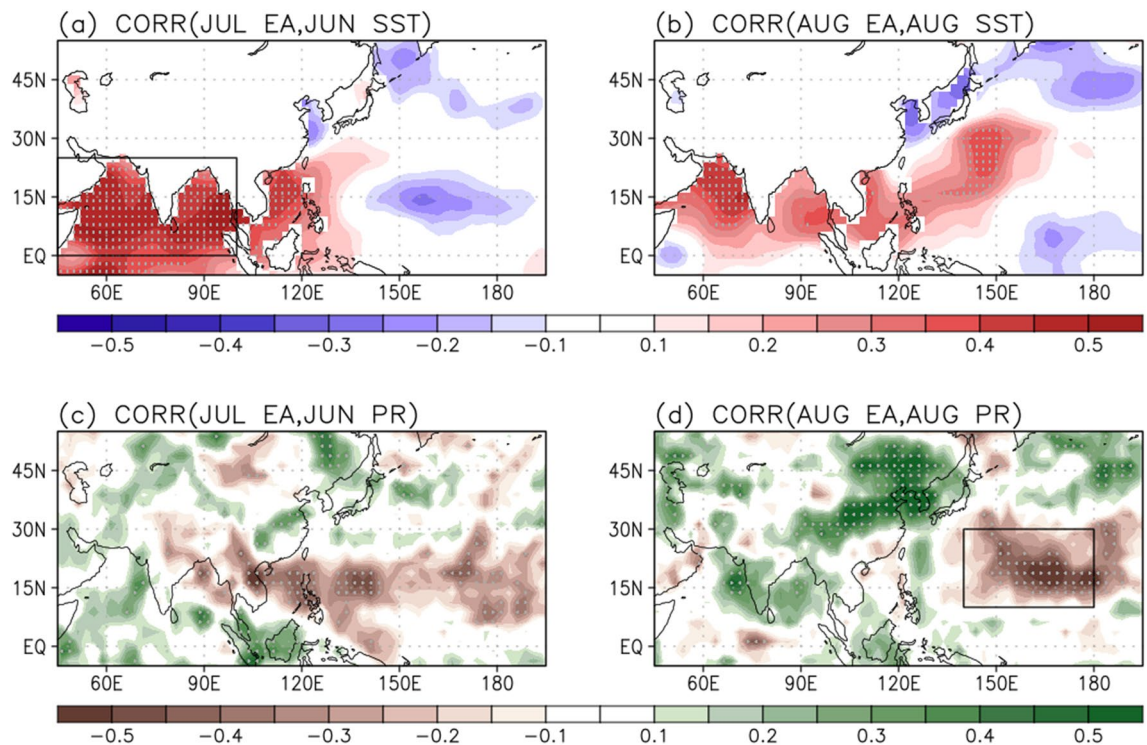 (a) CORR(JUL EA,JUN SST)
(b) CORR(AUG EA,AUG SST)
45N
30N
15N
EQ
60E 90E 120E 150E 180
45N
30N
15N
EQ
60E 90E 120E 150E 180
−0.5 −0.4 −0.3 −0.2 −0.1 0.1 0.2 0.3 0.4 0.5
(c) CORR(JUL EA,JUN PR)
(d) CORR(AUG EA,AUG PR)
45N
30N
15N
EQ
60E 90E 120E 150E 180
45N
30N
15N
EQ
60E 90E 120E 150E 180
−0.5 −0.4 −0.3 −0.2 −0.1 0.1 0.2 0.3 0.4 0.5